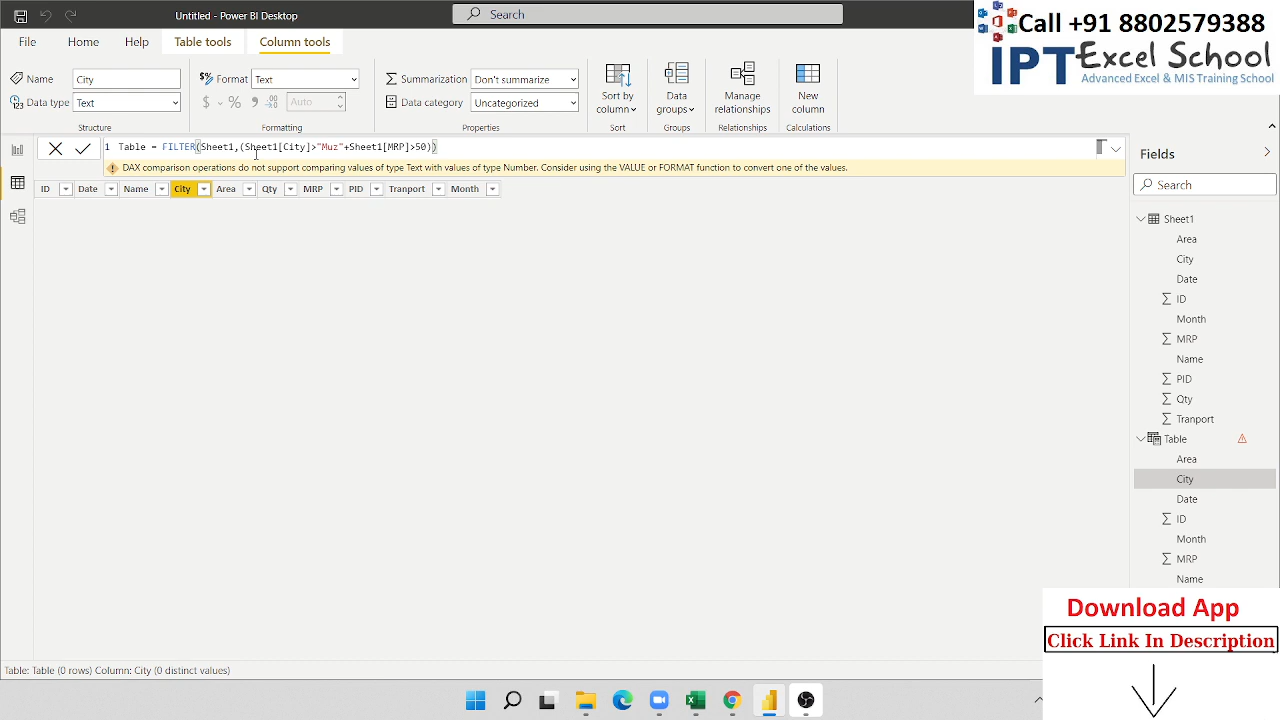 Untitled - Power BI Desktop
Search
Call +91 8802579388
IPT Excel School
Advanced Excel & MIS Training School
File
Home
Help
Table tools
Column tools
Name
City
Format
Text
Summarization
Don't summarize
Data type
Text
$
%
Auto
Data category
Uncategorized
Sort by column
Data groups
Manage relationships
New column
Structure
Formatting
Properties
Sort
Groups
Relationships
Calculations
1 Table = FILTER(Sheet1,(Sheet1[City]>"Muz"+Sheet1[MRP]>50))
DAX comparison operations do not support comparing values of type Text with values of type Number. Consider using the VALUE or FORMAT function to convert one of the values.
ID Date Name City Area Qty MRP PID Tranport Month
Fields
Search
Sheet1
Area
City
Date
ID
Month
MRP
Name
PID
Qty
Tranport
Table
Area
City
Date
ID
Month
MRP
Name
Download App
Click Link In Description
Table: Table (0 rows) Column: City (0 distinct values)